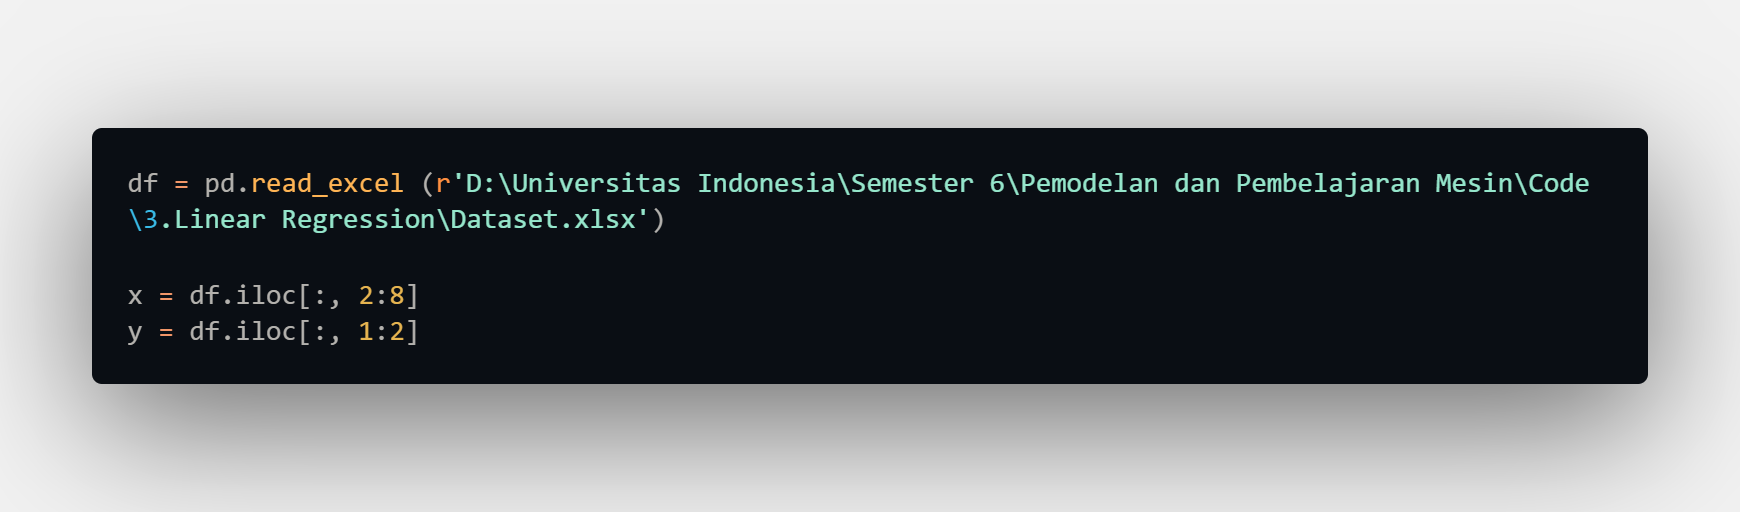 df = pd.read_excel (r'D:\Universitas Indonesia\Semester 6\Pemodelan dan Pembelajaran Mesin\Code
\3.Linear Regression\Dataset.xlsx')
x = df.iloc[:, 2:8]
y = df.iloc[:, 1:2]